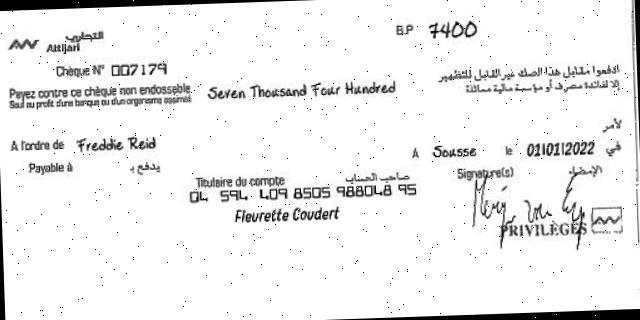 التجاري
Attijari
B.P 7400
Chèque N° 007179
Payez contre ce chèque non endossable
Sauf au profit d'une banque ou d'un organisme assimilé
Seven Thousand Four Hundred
ادفعوا مقابل هذا الصك غير القابل للتظهير
إلا لفائدة مصرف أو مؤسسة مالية مماثلة
A l'ordre de Freddie Reid
لأمر
A Sousse le 01/01/2022 في
Payable à يدفع بـ
Titulaire du compte صاحب الحساب
Signature(s) الإمضاء
04 594 409 8505 988048 95
Fleurette Coudert
PRIVILÈGES